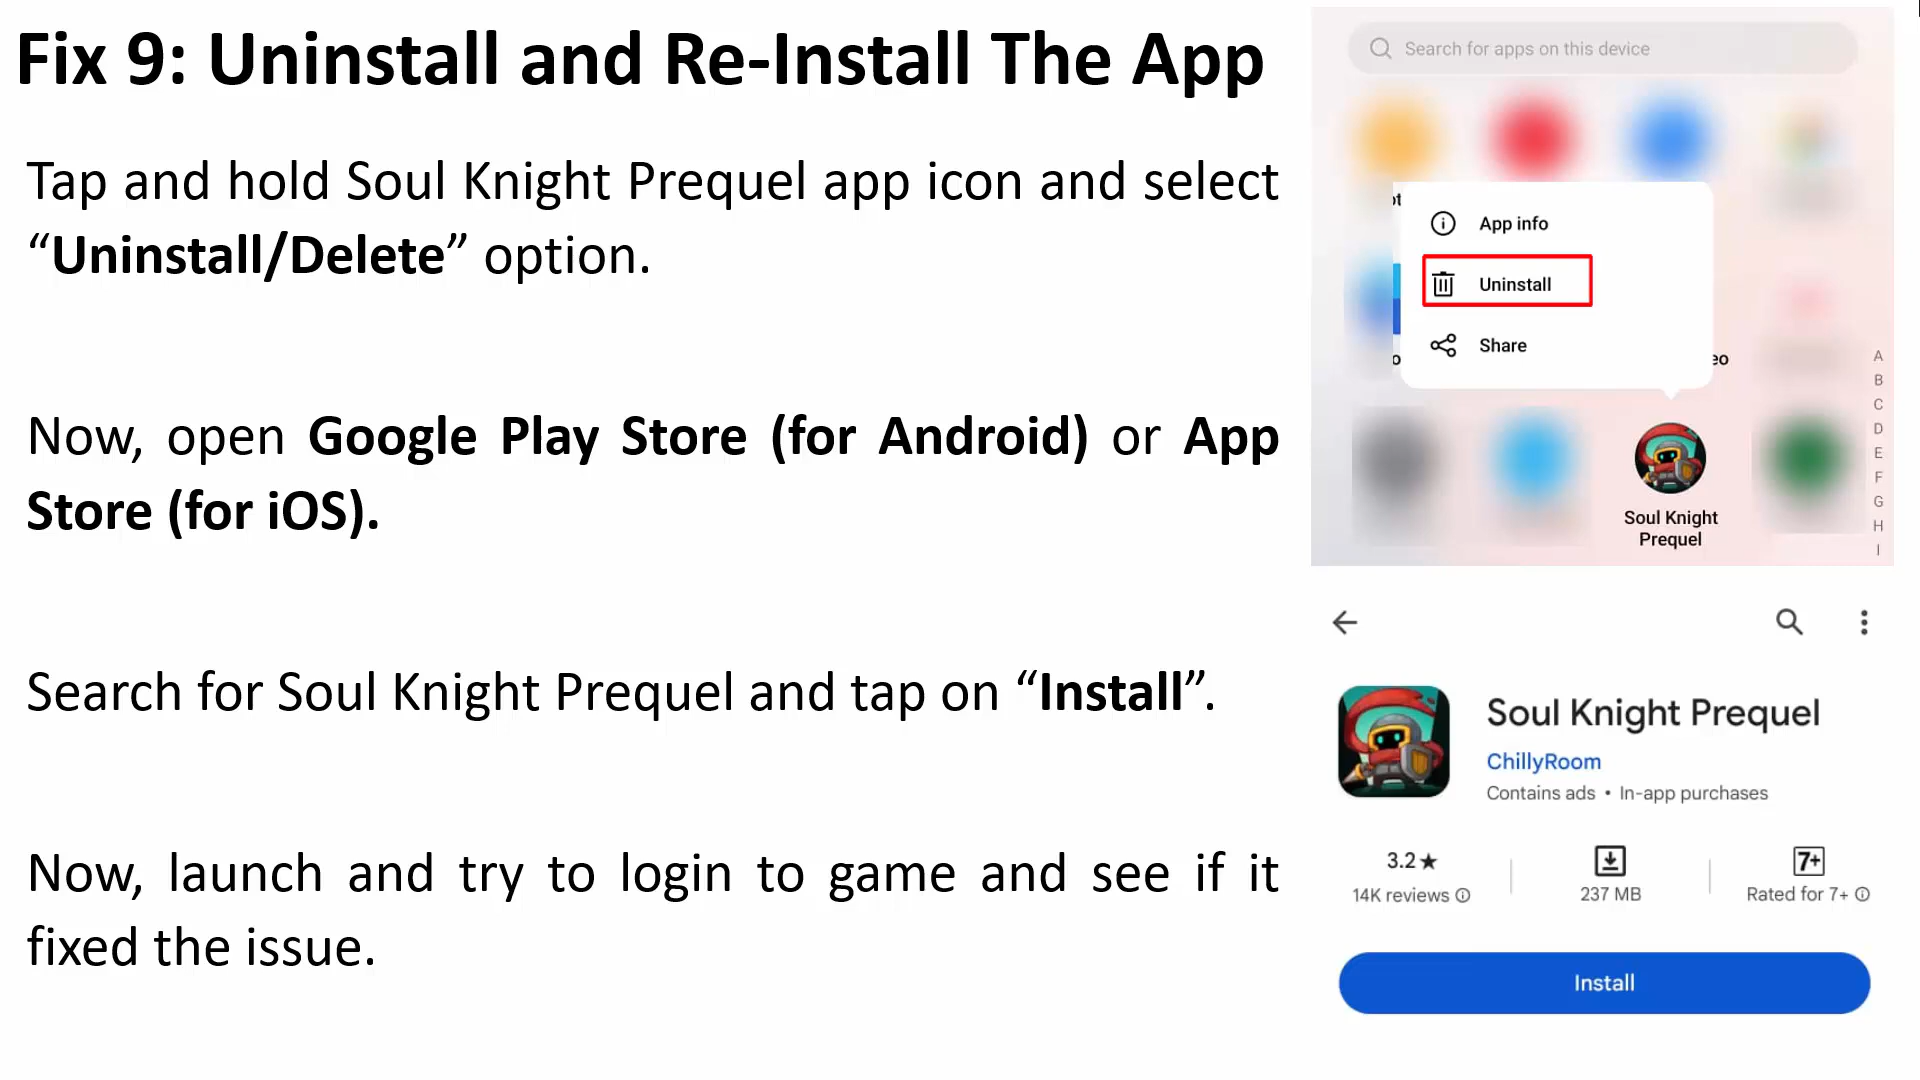 Fix 9: Uninstall and Re-Install The App
Tap and hold Soul Knight Prequel app icon and select
“Uninstall/Delete” option.
Now, open Google Play Store (for Android) or App
Store (for iOS).
Search for Soul Knight Prequel and tap on “Install”.
Now, launch and try to login to game and see if it
fixed the issue.
Search for apps on this device
App info
Uninstall
Share
eo
Soul Knight
Prequel
A
B
C
D
E
F
G
H
I
Soul Knight Prequel
ChillyRoom
Contains ads • In-app purchases
3.2★
14K reviews
237 MB
7+
Rated for 7+
Install